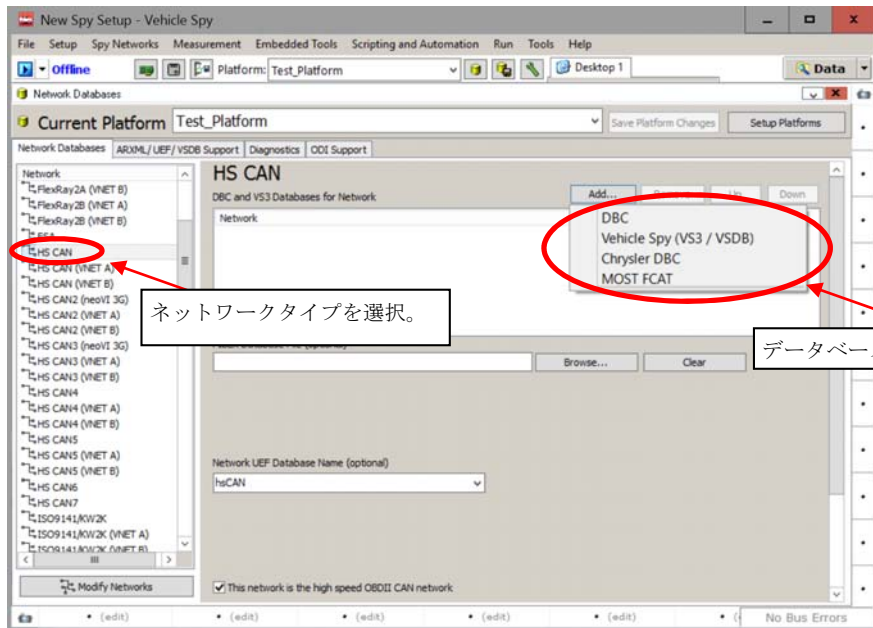 New Spy Setup - Vehicle Spy
File Setup Spy Networks Measurement Embedded Tools Scripting and Automation Run Tools Help
Offline Platform: Test_Platform Desktop 1 Data
Network Databases
Current Platform Test_Platform Save Platform Changes Setup Platforms
Network Databases ARXML/UEF/VSDB Support Diagnostics ODI Support
Network
FlexRay2A (VNET B)
FlexRay2B (VNET A)
FlexRay2B (VNET B)
HS CAN
HS CAN (VNET A)
HS CAN (VNET B)
HS CAN2 (neoVI 3G)
HS CAN2 (VNET A)
HS CAN2 (VNET B)
HS CAN3 (neoVI 3G)
HS CAN3 (VNET A)
HS CAN3 (VNET B)
HS CAN4
HS CAN4 (VNET A)
HS CAN4 (VNET B)
HS CAN5
HS CAN5 (VNET A)
HS CAN5 (VNET B)
HS CAN6
HS CAN7
ISO9141/KW2K
ISO9141/KW2K (VNET A)
ISO9141/KW2K (VNET B)
Modify Networks
HS CAN
DBC and VS3 Databases for Network
Add... Down
Network
DBC
Vehicle Spy (VS3 / VSDB)
Chrysler DBC
MOST FCAT
ネットワークタイプを選択。
データベー
Browse... Clear
Network UEF Database Name (optional)
hsCAN
This network is the high speed OBDII CAN network
(edit) (edit) (edit) (edit) (edit) No Bus Errors